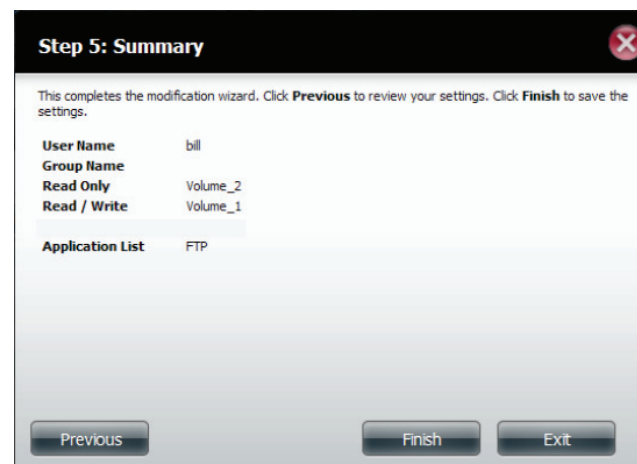 Step 5: Summary
This completes the modification wizard. Click Previous to review your settings. Click Finish to save the
settings.
User Name bill
Group Name
Read Only Volume_2
Read / Write Volume_1
Application List FTP
Previous Finish Exit